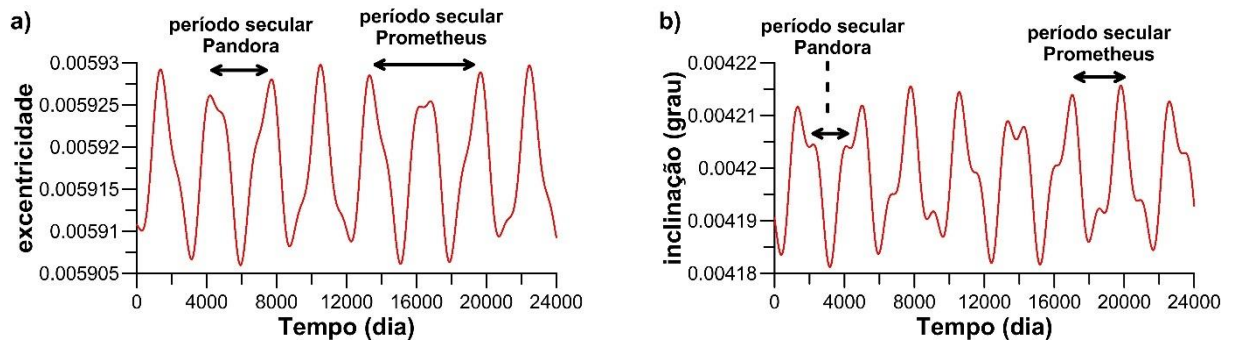 a)
período secular
Pandora
período secular
Prometheus
0.00593
0.005925
0.00592
0.005915
0.00591
0.005905
excentricidade
0 4000 8000 12000 16000 20000 24000
Tempo (dia)
b)
período secular
Pandora
período secular
Prometheus
0.00422
0.00421
0.0042
0.00419
0.00418
inclinação (grau)
0 4000 8000 12000 16000 20000 24000
Tempo (dia)